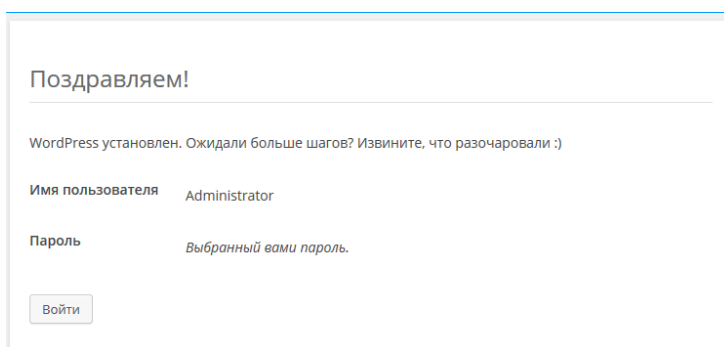 Поздравляем!
WordPress установлен. Ожидали больше шагов? Извините, что разочаровали :)
Имя пользователя Administrator
Пароль Выбранный вами пароль.
Войти